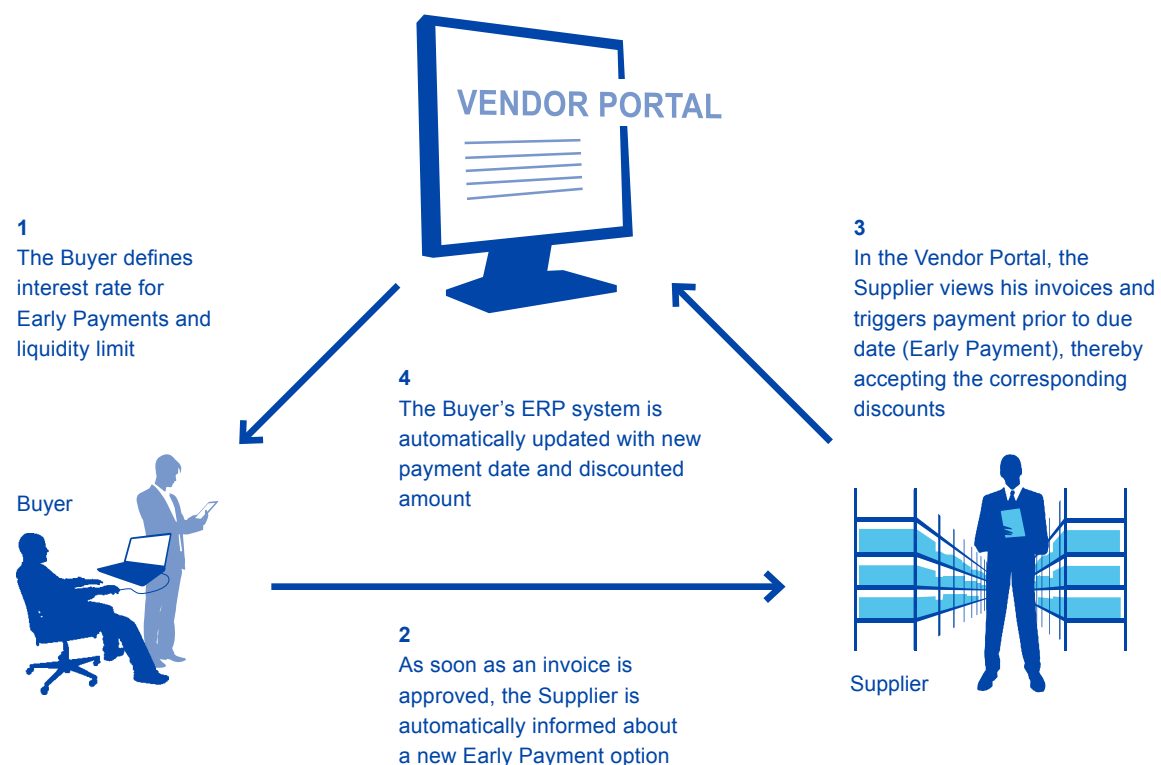 VENDOR PORTAL
1
The Buyer defines
interest rate for
Early Payments and
liquidity limit
3
In the Vendor Portal, the
Supplier views his invoices and
triggers payment prior to due
date (Early Payment), thereby
accepting the corresponding
discounts
4
The Buyer’s ERP system is
automatically updated with new
payment date and discounted
amount
Buyer
2
As soon as an invoice is
approved, the Supplier is
automatically informed about
a new Early Payment option
Supplier